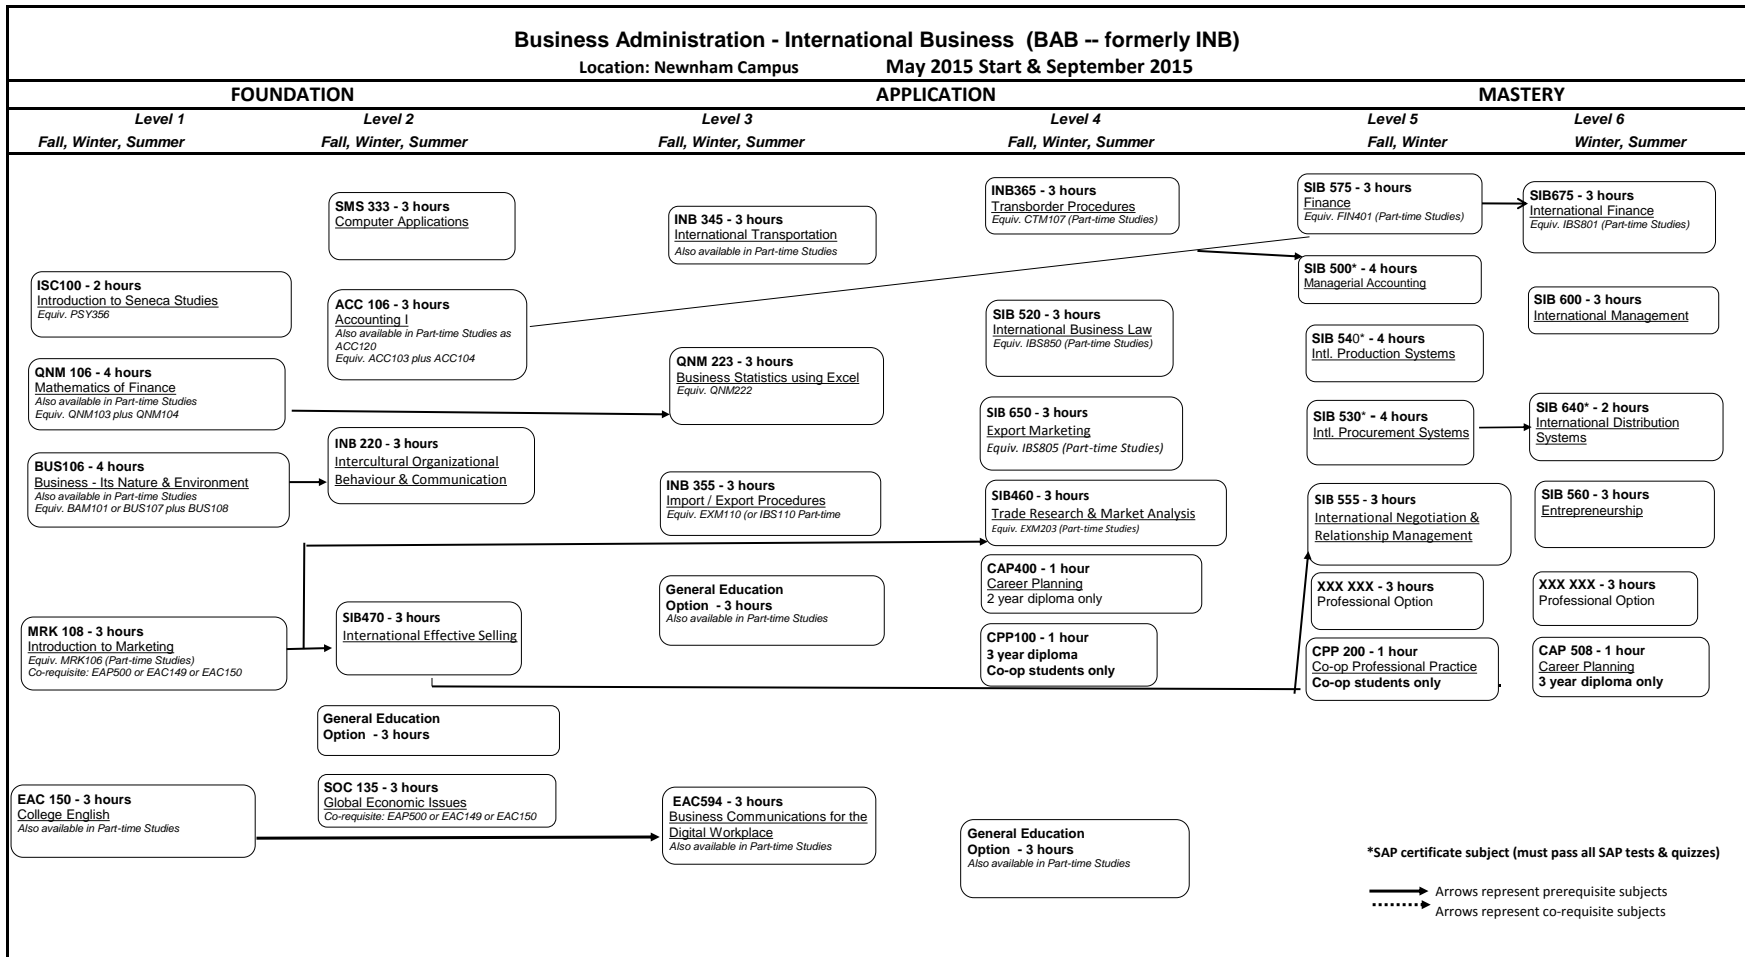 Business Administration - International Business (BAB -- formerly INB)
Location: Newnham Campus May 2015 Start & September 2015
FOUNDATION APPLICATION MASTERY
Level 1 Level 2 Level 3 Level 4 Level 5 Level 6
Fall, Winter, Summer Fall, Winter, Summer Fall, Winter, Summer Fall, Winter, Summer Fall, Winter Winter, Summer
ISC100 - 2 hours
Introduction to Seneca Studies
Equiv. PSY356
QNM 106 - 4 hours
Mathematics of Finance
Also available in Part-time Studies
Equiv. QNM103 plus QNM104
BUS106 - 4 hours
Business - Its Nature & Environment
Also available in Part-time Studies
Equiv. BAM101 or BUS107 plus BUS108
MRK 108 - 3 hours
Introduction to Marketing
Equiv. MRK106 (Part-time Studies)
Co-requisite: EAP500 or EAC149 or EAC150
EAC 150 - 3 hours
College English
Also available in Part-time Studies
SMS 333 - 3 hours
Computer Applications
ACC 106 - 3 hours
Accounting I
Also available in Part-time Studies as
ACC120
Equiv. ACC103 plus ACC104
INB 220 - 3 hours
Intercultural Organizational
Behaviour & Communication
SIB470 - 3 hours
International Effective Selling
General Education
Option - 3 hours
SOC 135 - 3 hours
Global Economic Issues
Co-requisite: EAP500 or EAC149 or EAC150
INB 345 - 3 hours
International Transportation
Also available in Part-time Studies
QNM 223 - 3 hours
Business Statistics using Excel
Equiv. QNM222
INB 355 - 3 hours
Import / Export Procedures
Equiv. EXM110 (or IBS110 Part-time
General Education
Option - 3 hours
Also available in Part-time Studies
EAC594 - 3 hours
Business Communications for the
Digital Workplace
Also available in Part-time Studies
INB365 - 3 hours
Transborder Procedures
Equiv. CTM107 (Part-time Studies)
SIB 520 - 3 hours
International Business Law
Equiv. IBS850 (Part-time Studies)
SIB 650 - 3 hours
Export Marketing
Equiv. IBS805 (Part-time Studies)
SIB460 - 3 hours
Trade Research & Market Analysis
Equiv. EXM203 (Part-time Studies)
CAP400 - 1 hour
Career Planning
2 year diploma only
CPP100 - 1 hour
3 year diploma
Co-op students only
General Education
Option - 3 hours
Also available in Part-time Studies
SIB 575 - 3 hours
Finance
Equiv. FIN401 (Part-time Studies)
SIB 500* - 4 hours
Managerial Accounting
SIB 540* - 4 hours
Intl. Production Systems
SIB 530* - 4 hours
Intl. Procurement Systems
SIB 555 - 3 hours
International Negotiation &
Relationship Management
XXX XXX - 3 hours
Professional Option
CPP 200 - 1 hour
Co-op Professional Practice
Co-op students only
SIB675 - 3 hours
International Finance
Equiv. IBS801 (Part-time Studies)
SIB 600 - 3 hours
International Management
SIB 640* - 2 hours
International Distribution
Systems
SIB 560 - 3 hours
Entrepreneurship
XXX XXX - 3 hours
Professional Option
CAP 508 - 1 hour
Career Planning
3 year diploma only
*SAP certificate subject (must pass all SAP tests & quizzes)
Arrows represent prerequisite subjects
Arrows represent co-requisite subjects